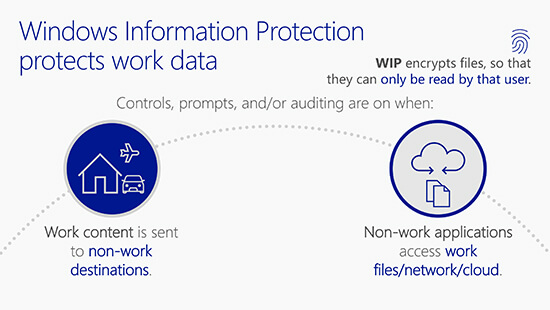 Windows Information Protection
protects work data
WIP encrypts files, so that
they can only be read by that user.
Controls, prompts, and/or auditing are on when:
Work content is sent
to non-work
destinations.
Non-work applications
access work
files/network/cloud.